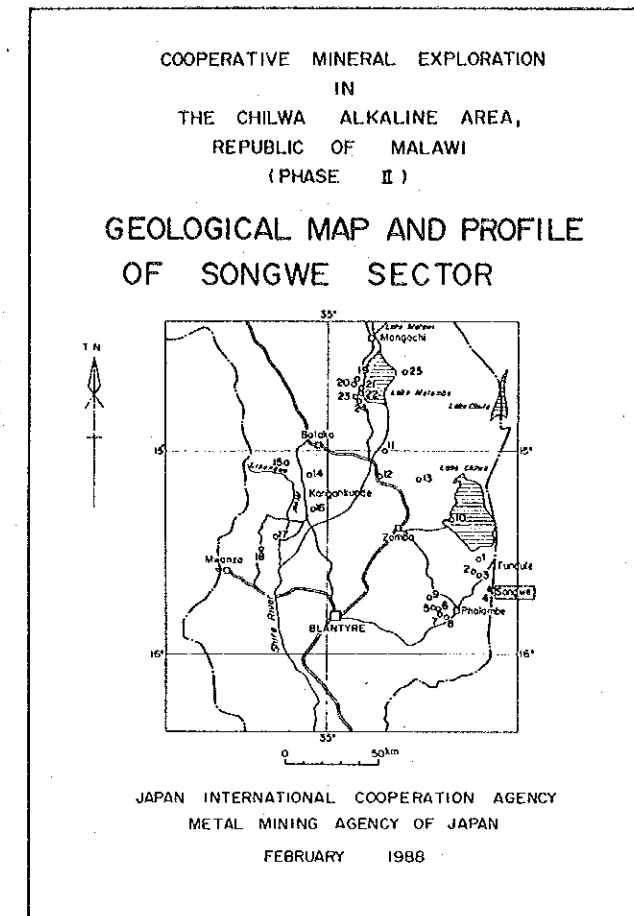 COOPERATIVE MINERAL EXPLORATION
IN
THE CHILWA ALKALINE AREA,
REPUBLIC OF MALAWI
(PHASE II)
GEOLOGICAL MAP AND PROFILE
OF SONGWE SECTOR
35°
TN
Lake Malawi
Mangochi
19
25
20
21
23
22
Lake Malombe
24
Lake Chiuta
Balaka
11
15°
15°
15
14
12
13
Lake Chilwa
Kangankunde
16
10
17
Zomba
18
1
Mwanza
2
3
Tundulu
4
Songwe
9
5
6
Phalombe
7
8
Shire River
BLANTYRE
16°
16°
35°
0
50km
JAPAN INTERNATIONAL COOPERATION AGENCY
METAL MINING AGENCY OF JAPAN
FEBRUARY 1988